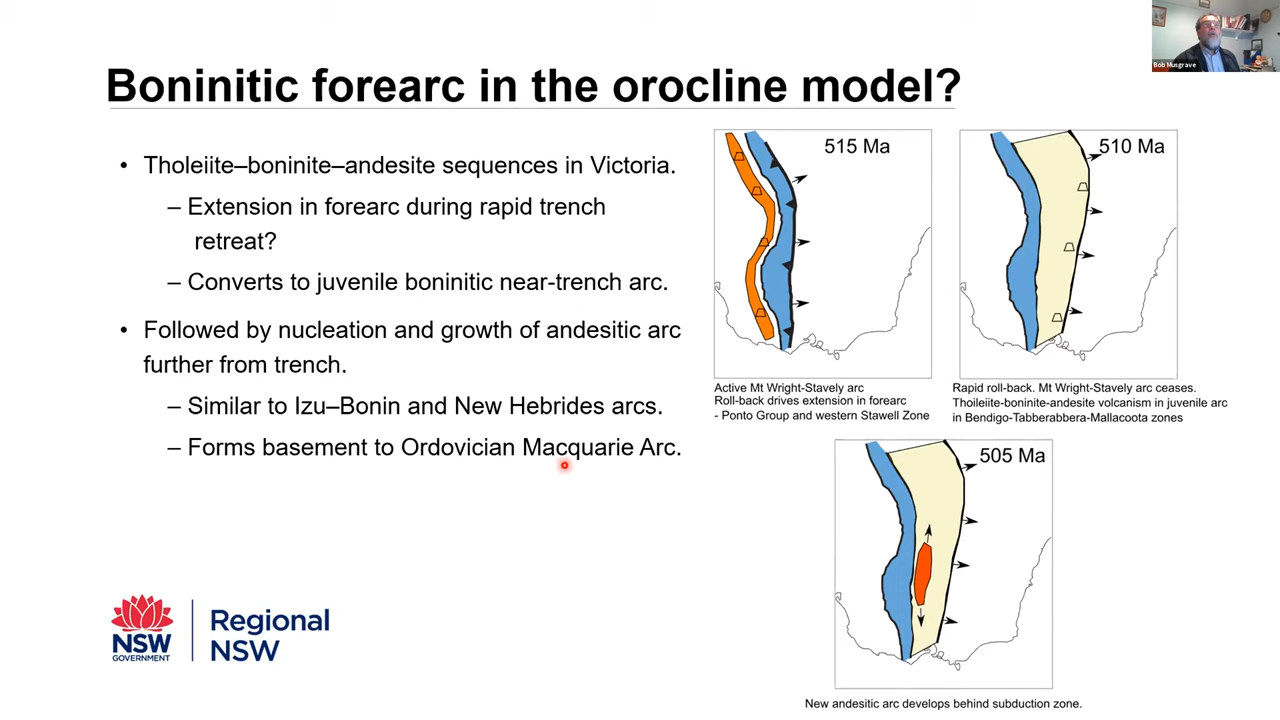 Boninitic forearc in the orocline model?
• Tholeiite–boninite–andesite sequences in Victoria.
– Extension in forearc during rapid trench
retreat?
– Converts to juvenile boninitic near-trench arc.
• Followed by nucleation and growth of andesitic arc
further from trench.
– Similar to Izu–Bonin and New Hebrides arcs.
– Forms basement to Ordovician Macquarie Arc.
515 Ma
Active Mt Wright-Stavely arc
Roll-back drives extension in forearc
- Ponto Group and western Stawell Zone
510 Ma
Rapid roll-back. Mt Wright-Stavely arc ceases.
Thoileiite-boninite-andesite volcanism in juvenile arc
in Bendigo-Tabberabbera-Mallacoota zones
505 Ma
New andesitic arc develops behind subduction zone.
NSW
GOVERNMENT
Regional
NSW
Bob Musgrave